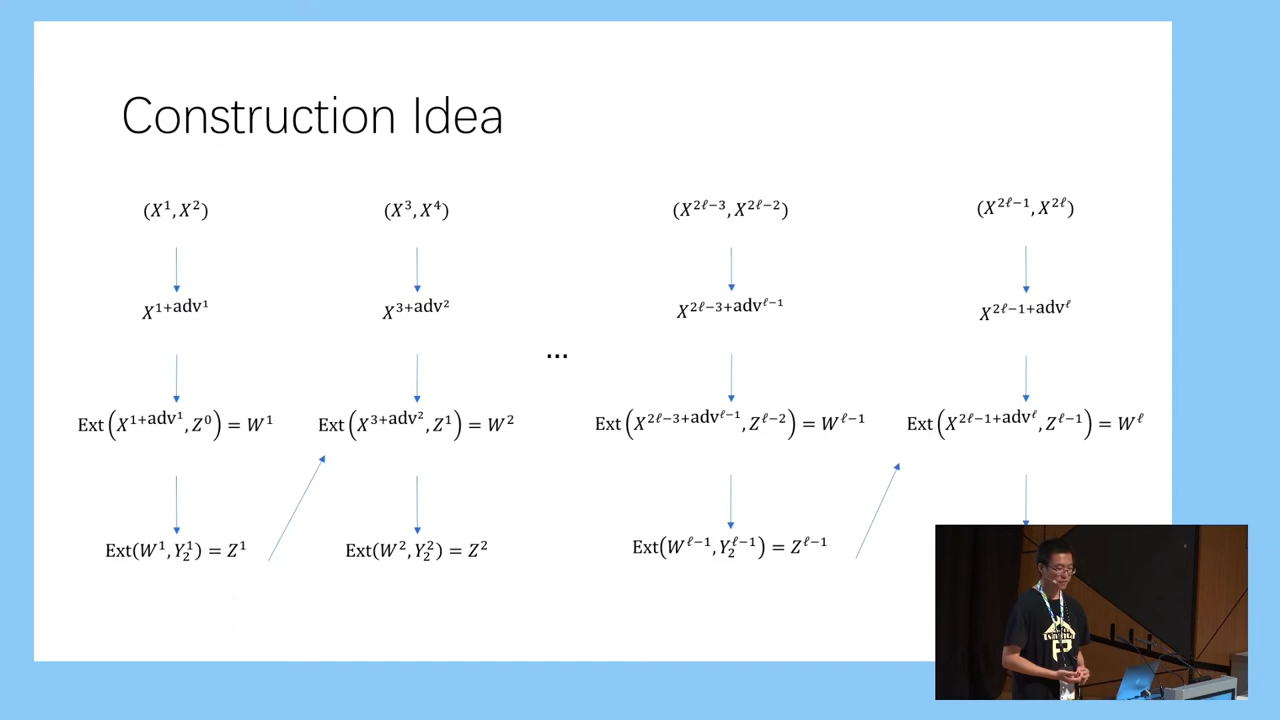 Construction Idea
(X¹, X²) (X³, X⁴) (X^{2ℓ−3}, X^{2ℓ−2}) (X^{2ℓ−1}, X^{2ℓ})
X^{1+adv¹} X^{3+adv²} X^{2ℓ−3+adv^{ℓ−1}} X^{2ℓ−1+adv^ℓ}
...
Ext(X^{1+adv¹}, Z⁰) = W¹ Ext(X^{3+adv²}, Z¹) = W² Ext(X^{2ℓ−3+adv^{ℓ−1}}, Z^{ℓ−2}) = W^{ℓ−1} Ext(X^{2ℓ−1+adv^ℓ}, Z^{ℓ−1}) = W^ℓ
Ext(W¹, Y₂¹) = Z¹ Ext(W², Y₂²) = Z² Ext(W^{ℓ−1}, Y₂^{ℓ−1}) = Z^{ℓ−1}